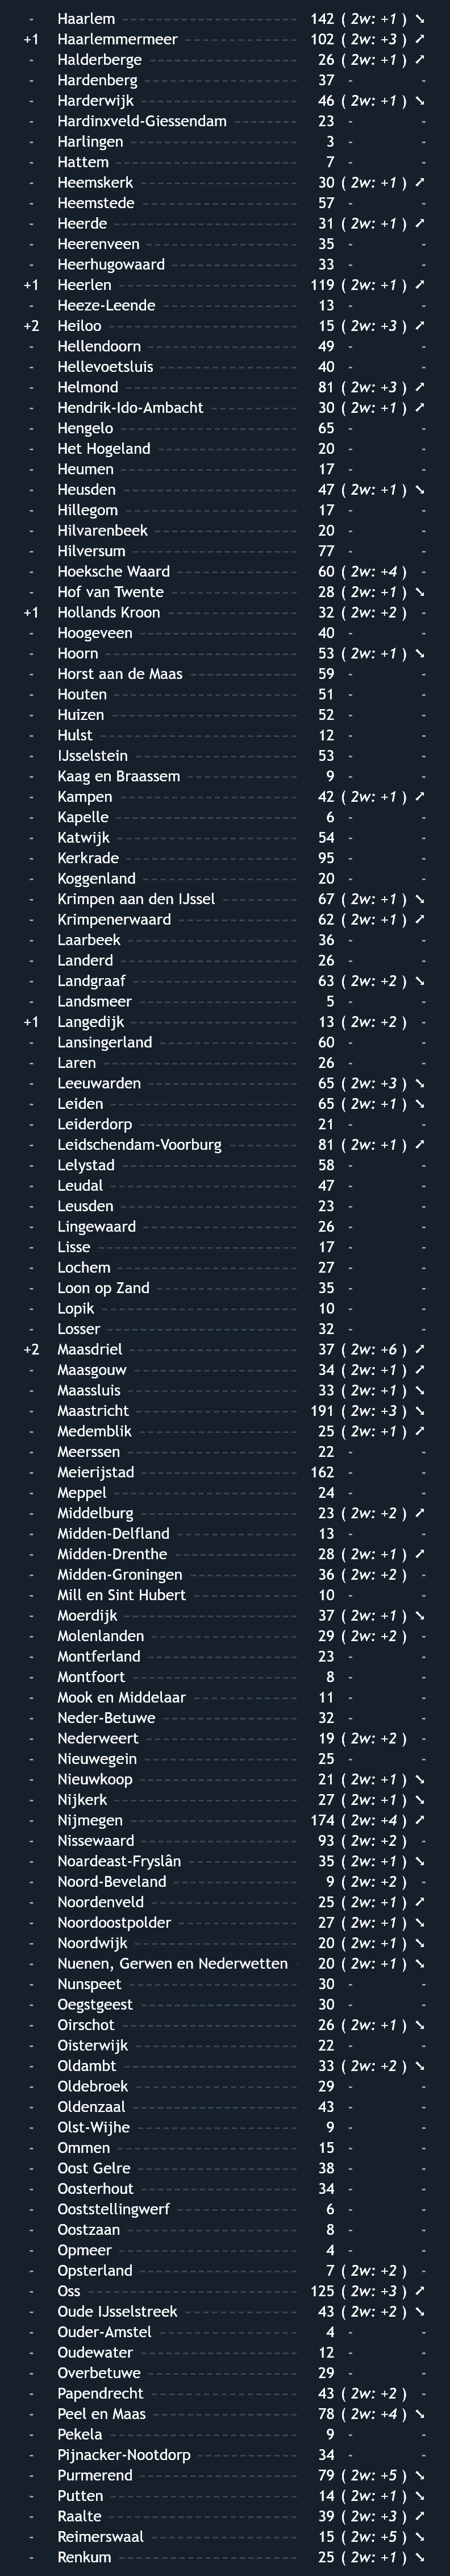 - Haarlem 142 ( 2w: +1 ) ➘
+1 Haarlemmermeer 102 ( 2w: +3 ) ➚
- Halderberge 26 ( 2w: +1 ) ➚
- Hardenberg 37 - -
- Harderwijk 46 ( 2w: +1 ) ➘
- Hardinxveld-Giessendam 23 - -
- Harlingen 3 - -
- Hattem 7 - -
- Heemskerk 30 ( 2w: +1 ) ➚
- Heemstede 57 - -
- Heerde 31 ( 2w: +1 ) ➚
- Heerenveen 35 - -
- Heerhugowaard 33 - -
+1 Heerlen 119 ( 2w: +1 ) ➚
- Heeze-Leende 13 - -
+2 Heiloo 15 ( 2w: +3 ) ➚
- Hellendoorn 49 - -
- Hellevoetsluis 40 - -
- Helmond 81 ( 2w: +3 ) ➚
- Hendrik-Ido-Ambacht 30 ( 2w: +1 ) ➚
- Hengelo 65 - -
- Het Hogeland 20 - -
- Heumen 17 - -
- Heusden 47 ( 2w: +1 ) ➘
- Hillegom 17 - -
- Hilvarenbeek 20 - -
- Hilversum 77 - -
- Hoeksche Waard 60 ( 2w: +4 ) -
- Hof van Twente 28 ( 2w: +1 ) ➘
+1 Hollands Kroon 32 ( 2w: +2 ) -
- Hoogeveen 40 - -
- Hoorn 53 ( 2w: +1 ) ➘
- Horst aan de Maas 59 - -
- Houten 51 - -
- Huizen 52 - -
- Hulst 12 - -
- IJsselstein 53 - -
- Kaag en Braassem 9 - -
- Kampen 42 ( 2w: +1 ) ➚
- Kapelle 6 - -
- Katwijk 54 - -
- Kerkrade 95 - -
- Koggenland 20 - -
- Krimpen aan den IJssel 67 ( 2w: +1 ) ➘
- Krimpenerwaard 62 ( 2w: +1 ) ➚
- Laarbeek 36 - -
- Landerd 26 - -
- Landgraaf 63 ( 2w: +2 ) ➘
- Landsmeer 5 - -
+1 Langedijk 13 ( 2w: +2 ) -
- Lansingerland 60 - -
- Laren 26 - -
- Leeuwarden 65 ( 2w: +3 ) ➘
- Leiden 65 ( 2w: +1 ) ➘
- Leiderdorp 21 - -
- Leidschendam-Voorburg 81 ( 2w: +1 ) ➚
- Lelystad 58 - -
- Leudal 47 - -
- Leusden 23 - -
- Lingewaard 26 - -
- Lisse 17 - -
- Lochem 27 - -
- Loon op Zand 35 - -
- Lopik 10 - -
- Losser 32 - -
+2 Maasdriel 37 ( 2w: +6 ) ➚
- Maasgouw 34 ( 2w: +1 ) ➚
- Maassluis 33 ( 2w: +1 ) ➘
- Maastricht 191 ( 2w: +3 ) ➘
- Medemblik 25 ( 2w: +1 ) ➚
- Meerssen 22 - -
- Meierijstad 162 - -
- Meppel 24 - -
- Middelburg 23 ( 2w: +2 ) ➚
- Midden-Delfland 13 - -
- Midden-Drenthe 28 ( 2w: +1 ) ➚
- Midden-Groningen 36 ( 2w: +2 ) -
- Mill en Sint Hubert 10 - -
- Moerdijk 37 ( 2w: +1 ) ➘
- Molenlanden 29 ( 2w: +2 ) -
- Montferland 23 - -
- Montfoort 8 - -
- Mook en Middelaar 11 - -
- Neder-Betuwe 32 - -
- Nederweert 19 ( 2w: +2 ) -
- Nieuwegein 25 - -
- Nieuwkoop 21 ( 2w: +1 ) ➘
- Nijkerk 27 ( 2w: +1 ) ➘
- Nijmegen 174 ( 2w: +4 ) ➚
- Nissewaard 93 ( 2w: +2 ) -
- Noardeast-Fryslân 35 ( 2w: +1 ) ➘
- Noord-Beveland 9 ( 2w: +2 ) -
- Noordenveld 25 ( 2w: +1 ) ➚
- Noordoostpolder 27 ( 2w: +1 ) ➘
- Noordwijk 20 ( 2w: +1 ) ➘
- Nuenen, Gerwen en Nederwetten 20 ( 2w: +1 ) ➘
- Nunspeet 30 - -
- Oegstgeest 30 - -
- Oirschot 26 ( 2w: +1 ) ➘
- Oisterwijk 22 - -
- Oldambt 33 ( 2w: +2 ) ➘
- Oldebroek 29 - -
- Oldenzaal 43 - -
- Olst-Wijhe 9 - -
- Ommen 15 - -
- Oost Gelre 38 - -
- Oosterhout 34 - -
- Ooststellingwerf 6 - -
- Oostzaan 8 - -
- Opmeer 4 - -
- Opsterland 7 ( 2w: +2 ) -
- Oss 125 ( 2w: +3 ) ➚
- Oude IJsselstreek 43 ( 2w: +2 ) ➘
- Ouder-Amstel 4 - -
- Oudewater 12 - -
- Overbetuwe 29 - -
- Papendrecht 43 ( 2w: +2 ) -
- Peel en Maas 78 ( 2w: +4 ) ➘
- Pekela 9 - -
- Pijnacker-Nootdorp 34 - -
- Purmerend 79 ( 2w: +5 ) ➘
- Putten 14 ( 2w: +1 ) ➘
- Raalte 39 ( 2w: +3 ) ➚
- Reimerswaal 15 ( 2w: +5 ) ➘
- Renkum 25 ( 2w: +1 ) ➘